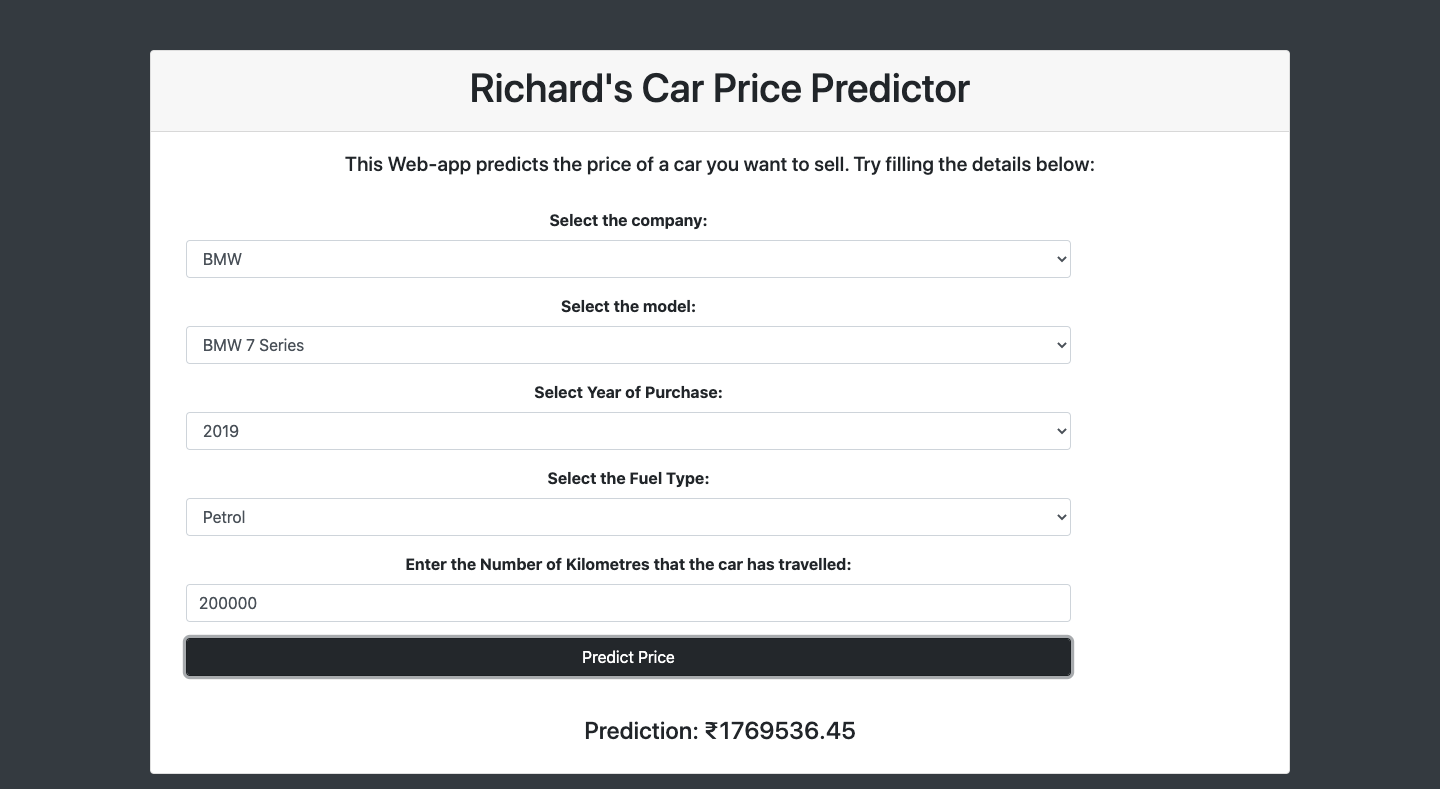 Richard's Car Price Predictor
This Web-app predicts the price of a car you want to sell. Try filling the details below:
Select the company:
BMW
Select the model:
BMW 7 Series
Select Year of Purchase:
2019
Select the Fuel Type:
Petrol
Enter the Number of Kilometres that the car has travelled:
200000
Predict Price
Prediction: ₹1769536.45